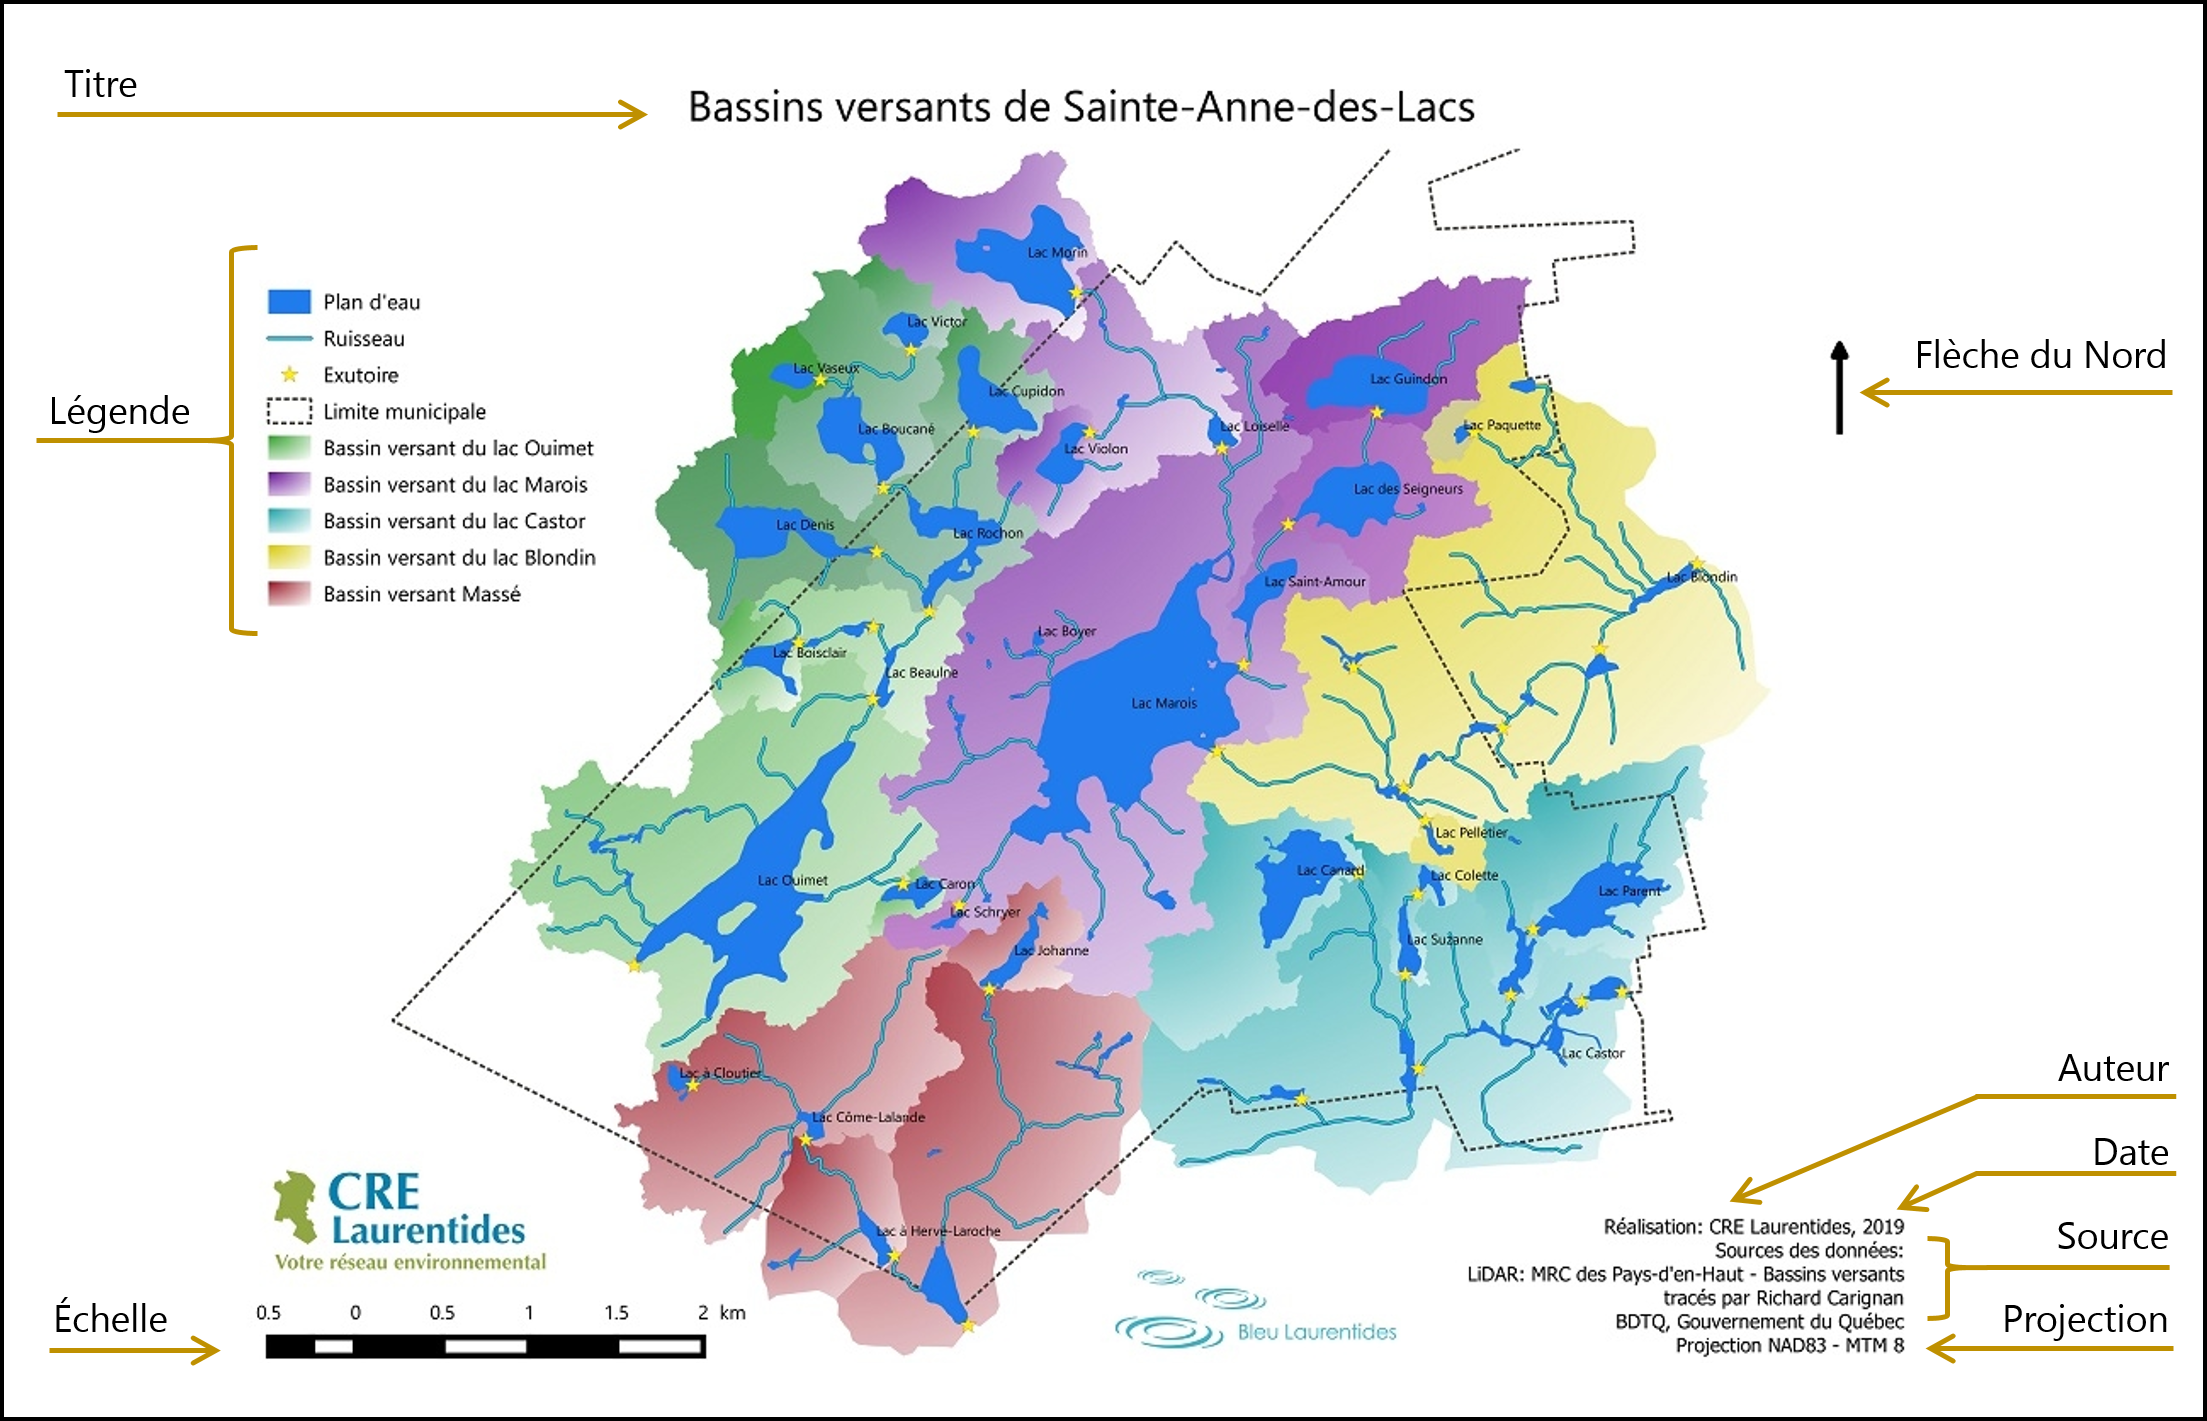 Titre
Bassins versants de Sainte-Anne-des-Lacs
Légende
Plan d'eau
Ruisseau
Exutoire
Limite municipale
Bassin versant du lac Ouimet
Bassin versant du lac Marois
Bassin versant du lac Castor
Bassin versant du lac Blondin
Bassin versant Massé
Flèche du Nord
Lac Morin
Lac Victor
Lac Vaseux
Lac Cupidon
Lac Guindon
Lac Boucané
Lac Loiselle
Lac Paquette
Lac Violon
Lac des Seigneurs
Lac Denis
Lac Rochon
Lac Saint-Amour
Lac Blondin
Lac Boyer
Lac Boisclair
Lac Beaulne
Lac Marois
Lac Pelletier
Lac Ouimet
Lac Caron
Lac Canard
Lac Colette
Lac Parent
Lac Schryer
Lac Johanne
Lac Suzanne
Lac Castor
Lac à Cloutier
Lac Côme-Lalande
Lac à Hervé-Laroche
CRE
Laurentides
Votre réseau environnemental
Échelle
0.5 0 0.5 1 1.5 2 km
Bleu Laurentides
Auteur
Date
Source
Projection
Réalisation: CRE Laurentides, 2019
Sources des données:
LiDAR: MRC des Pays-d'en-Haut - Bassins versants
tracés par Richard Carignan
BDTQ, Gouvernement du Québec
Projection NAD83 - MTM 8